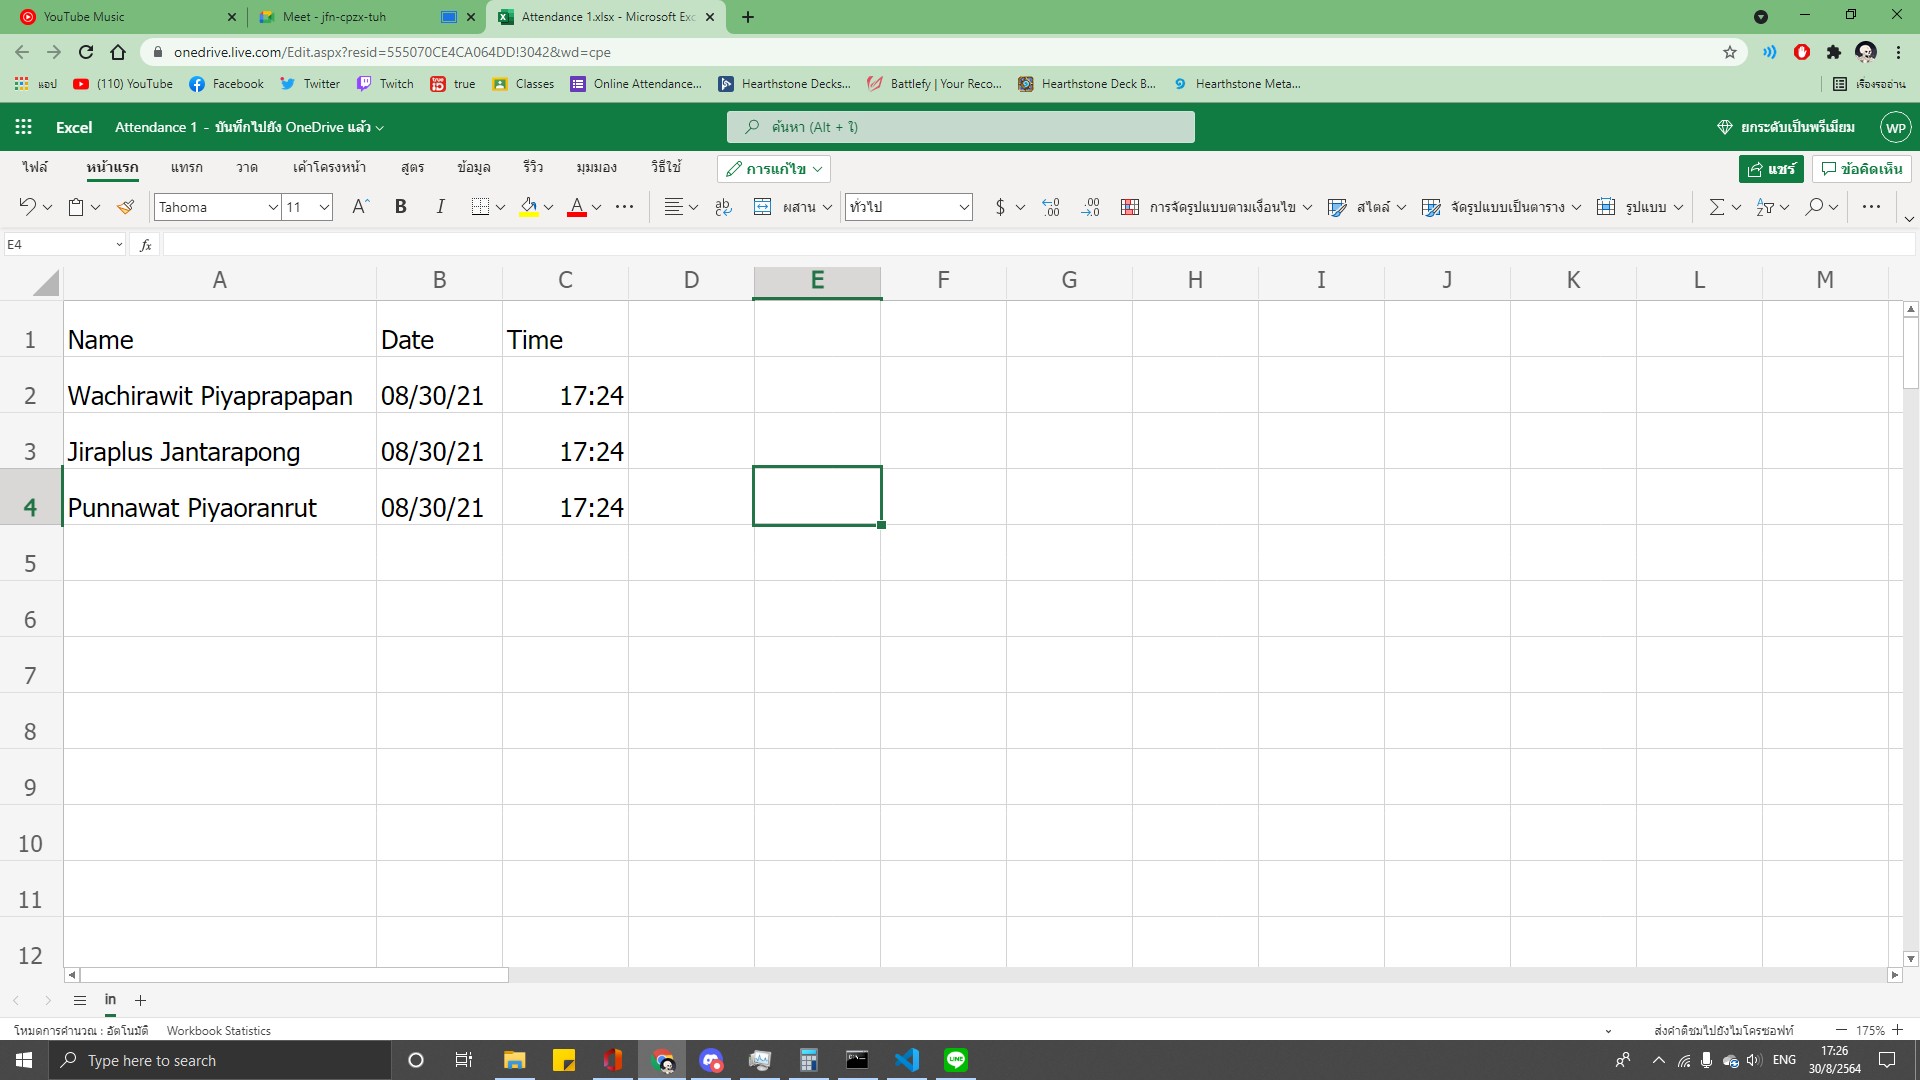 YouTube Music
Meet - jfn-cpzx-tuh
Attendance 1.xlsx - Microsoft Exc
onedrive.live.com/Edit.aspx?resid=555070CE4CA064DD!3042&wd=cpe
แอป
(110) YouTube
Facebook
Twitter
Twitch
true
Classes
Online Attendance...
Hearthstone Decks...
Battlefy | Your Reco...
Hearthstone Deck B...
Hearthstone Meta...
เรื่องรออ่าน
Excel
Attendance 1 - บันทึกไปยัง OneDrive แล้ว
ค้นหา (Alt + ใ)
ยกระดับเป็นพรีเมียม
WP
ไฟล์
หน้าแรก
แทรก
วาด
เค้าโครงหน้า
สูตร
ข้อมูล
รีวิว
มุมมอง
วิธีใช้
การแก้ไข
แชร์
ข้อคิดเห็น
Tahoma
11
ผสาน
ทั่วไป
การจัดรูปแบบตามเงื่อนไข
สไตล์
จัดรูปแบบเป็นตาราง
รูปแบบ
E4
fx
A B C D E F G H I J K L M
1 Name Date Time
2 Wachirawit Piyaprapapan 08/30/21 17:24
3 Jiraplus Jantarapong 08/30/21 17:24
4 Punnawat Piyaoranrut 08/30/21 17:24
5
6
7
8
9
10
11
12
in
โหมดการคำนวณ : อัตโนมัติ
Workbook Statistics
ส่งคำติชมไปยังไมโครซอฟท์
175%
Type here to search
LINE
ENG
17:26
30/8/2564